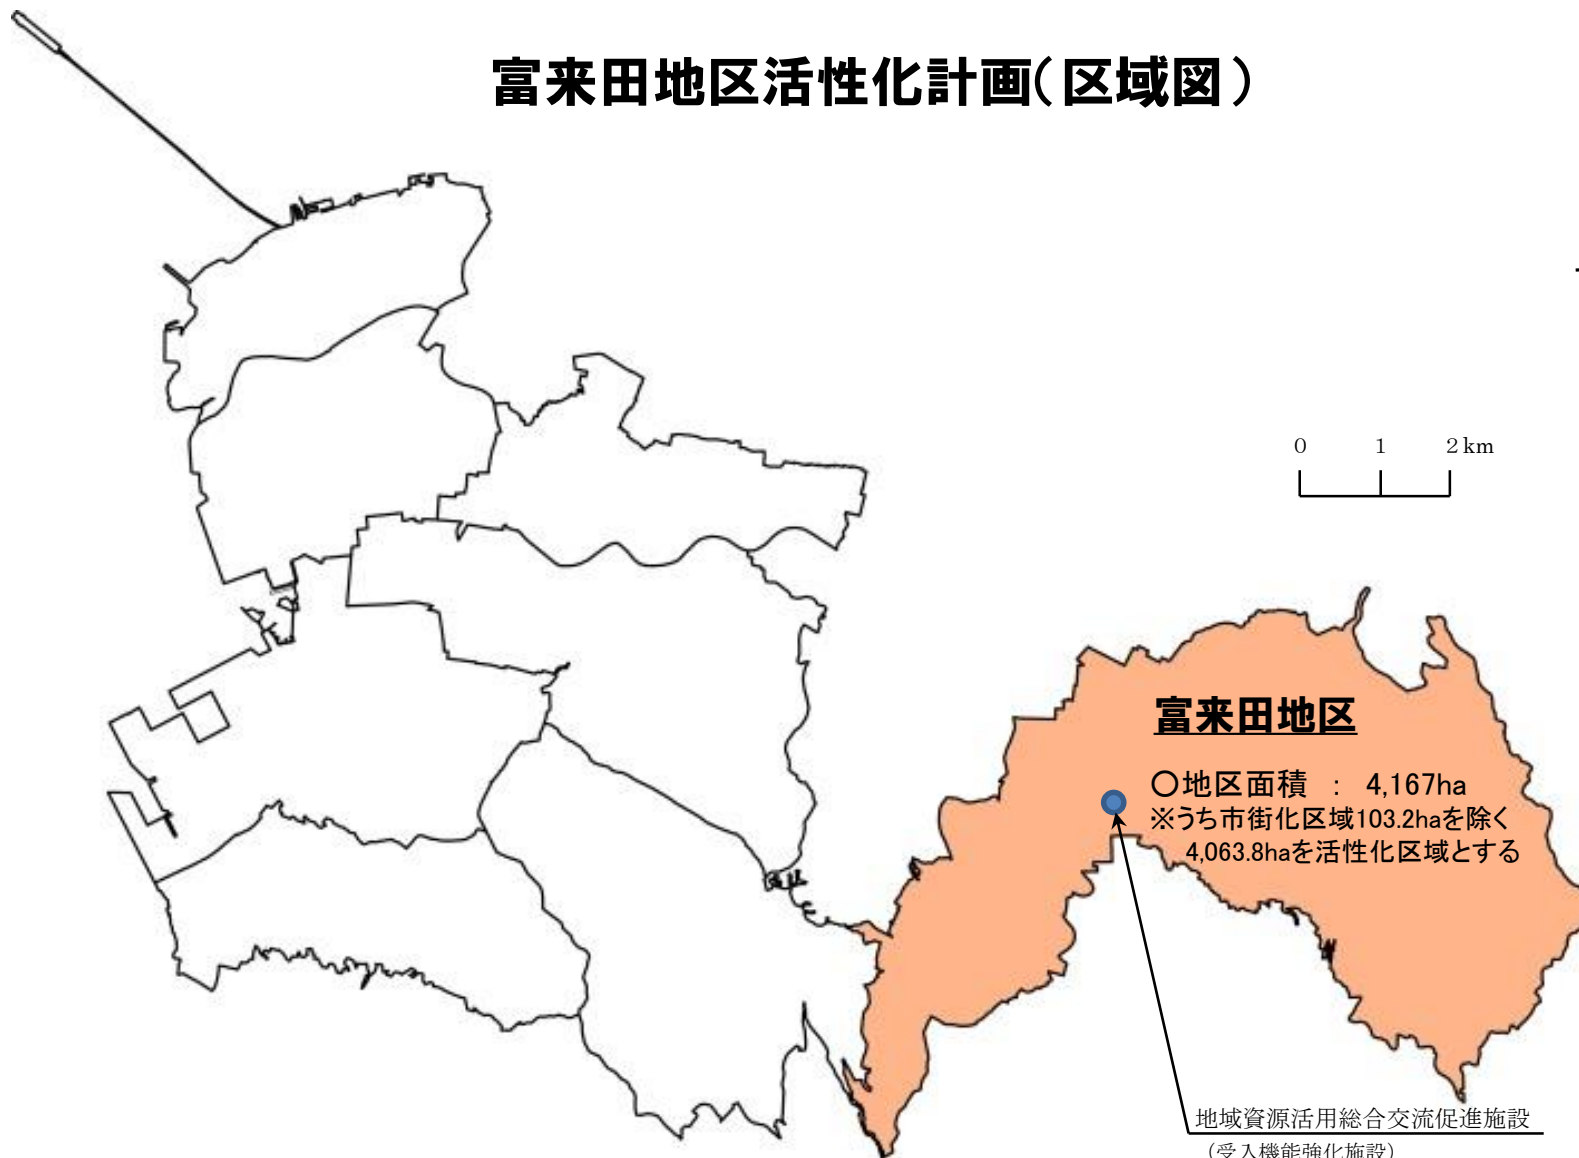 富来田地区活性化計画(区域図)
0 1 2km
富来田地区
○地区面積 : 4,167ha
※うち市街化区域103.2haを除く
4,063.8haを活性化区域とする
地域資源活用総合交流促進施設
(受入機能強化施設)